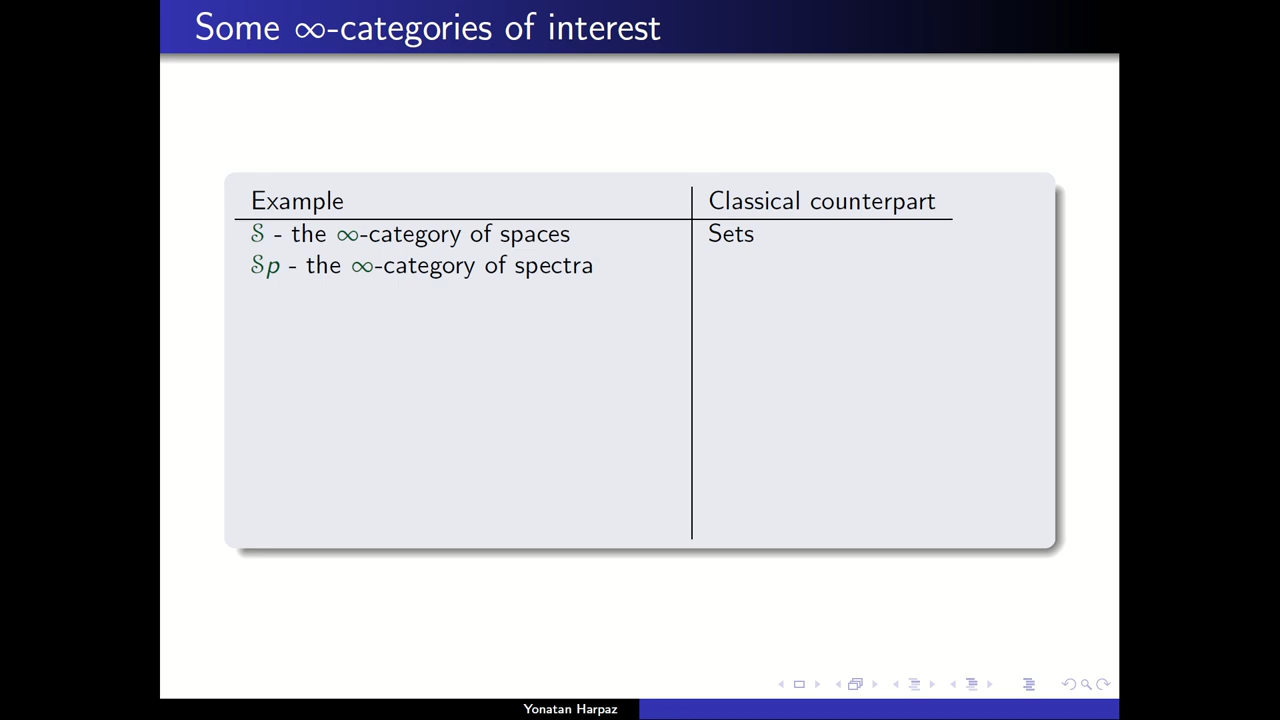 Some ∞-categories of interest
Example Classical counterpart
𝒮 - the ∞-category of spaces Sets
𝒮p - the ∞-category of spectra
Yonatan Harpaz